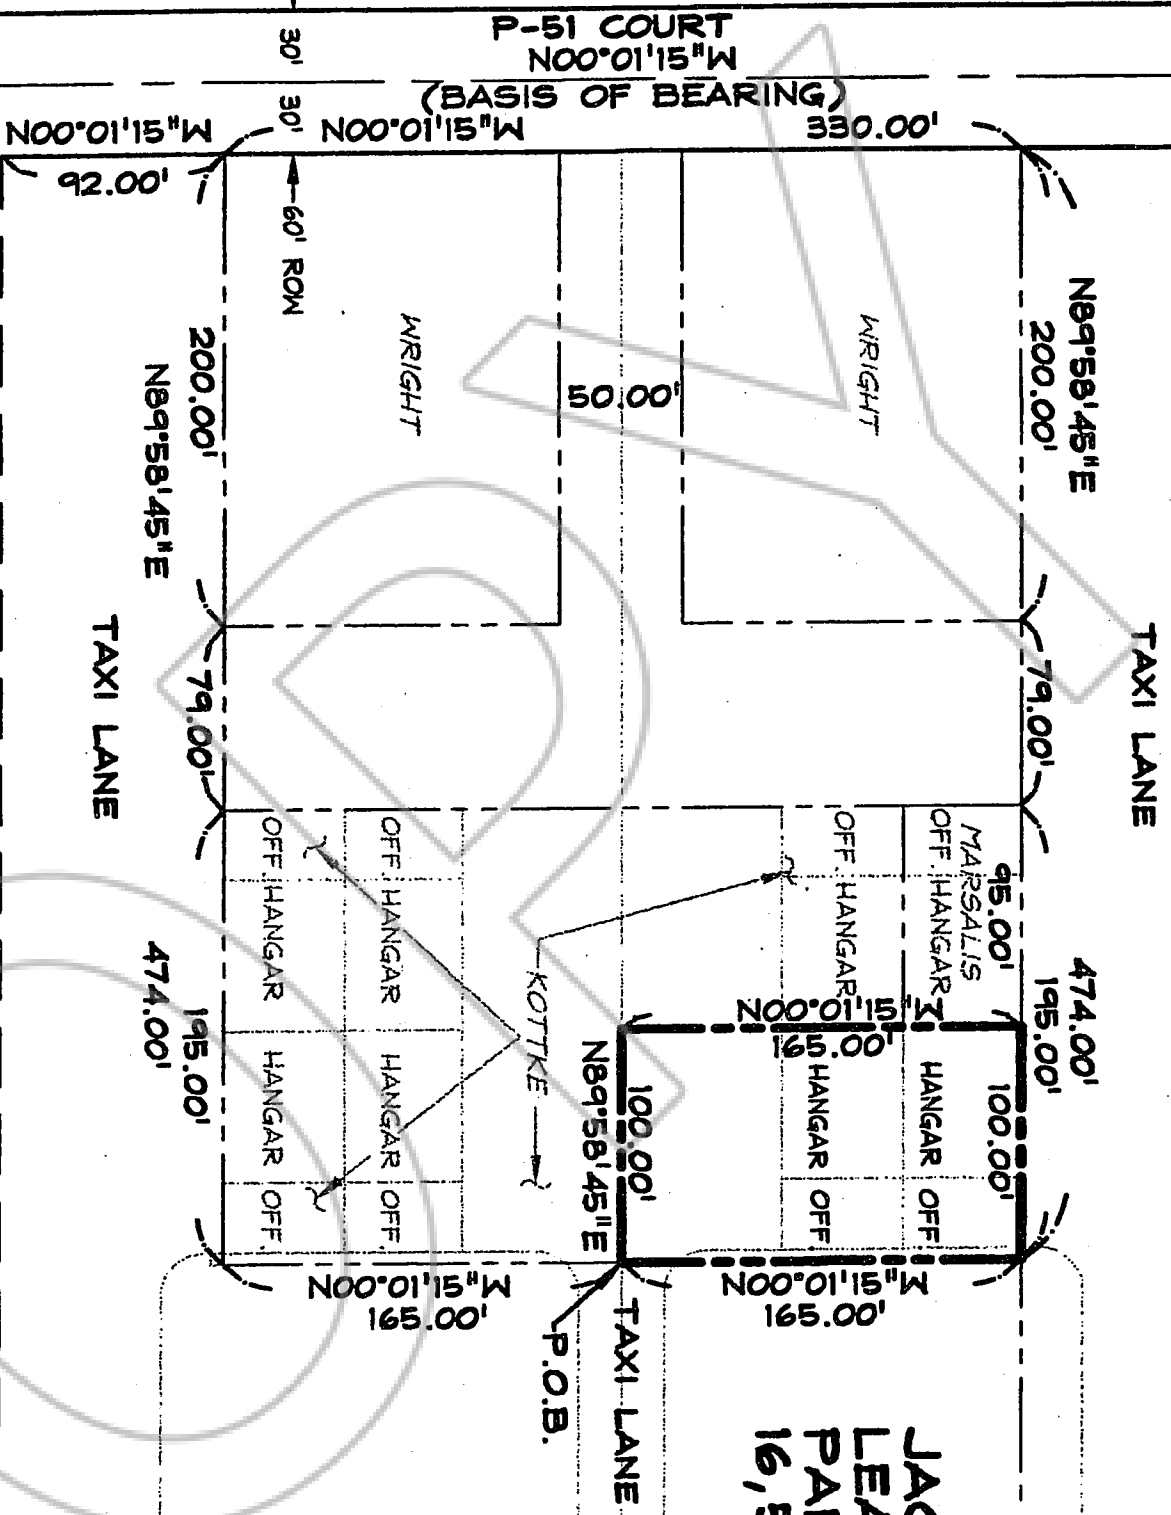 P-51 COURT
N00°01'15"W
(BASIS OF BEARING)
30'
30'
N00°01'15"W
N00°01'15"W
330.00'
92.00'
60' ROW
WRIGHT
WRIGHT
50.00'
N89°58'45"E
200.00'
200.00'
N89°58'45"E
TAXI LANE
TAXI LANE
79.00'
79.00'
OFF. HANGAR
OFF. HANGAR
OFF. HANGAR
OFF. HANGAR
MARSALIS
95.00'
474.00'
195.00'
474.00'
195.00'
KOTTKE
N00°01'15"W
165.00'
HANGAR OFF.
HANGAR OFF.
HANGAR OFF
HANGAR OFF
100.00'
100.00'
N89°58'45"E
N00°01'15"W
165.00'
N00°01'15"W
165.00'
P.O.B.
TAXI LANE